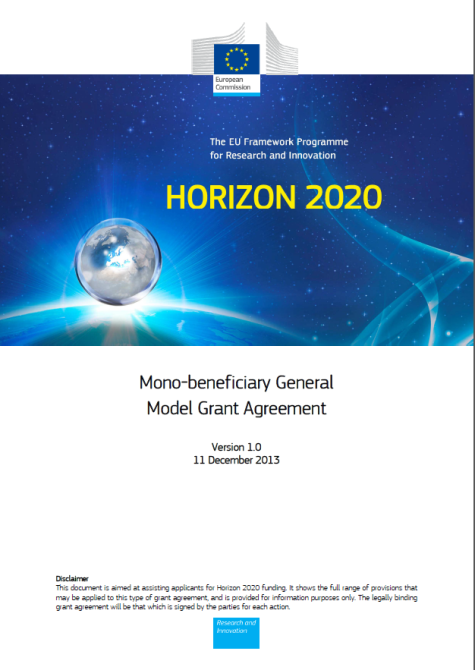 European
Commission
The EU Framework Programme
for Research and Innovation
HORIZON 2020
Mono-beneficiary General
Model Grant Agreement
Version 1.0
11 December 2013
Disclaimer
This document is aimed at assisting applicants for Horizon 2020 funding. It shows the full range of provisions that
may be applied to this type of grant agreement, and is provided for information purposes only. The legally binding
grant agreement will be that which is signed by the parties for each action.
Research and
Innovation